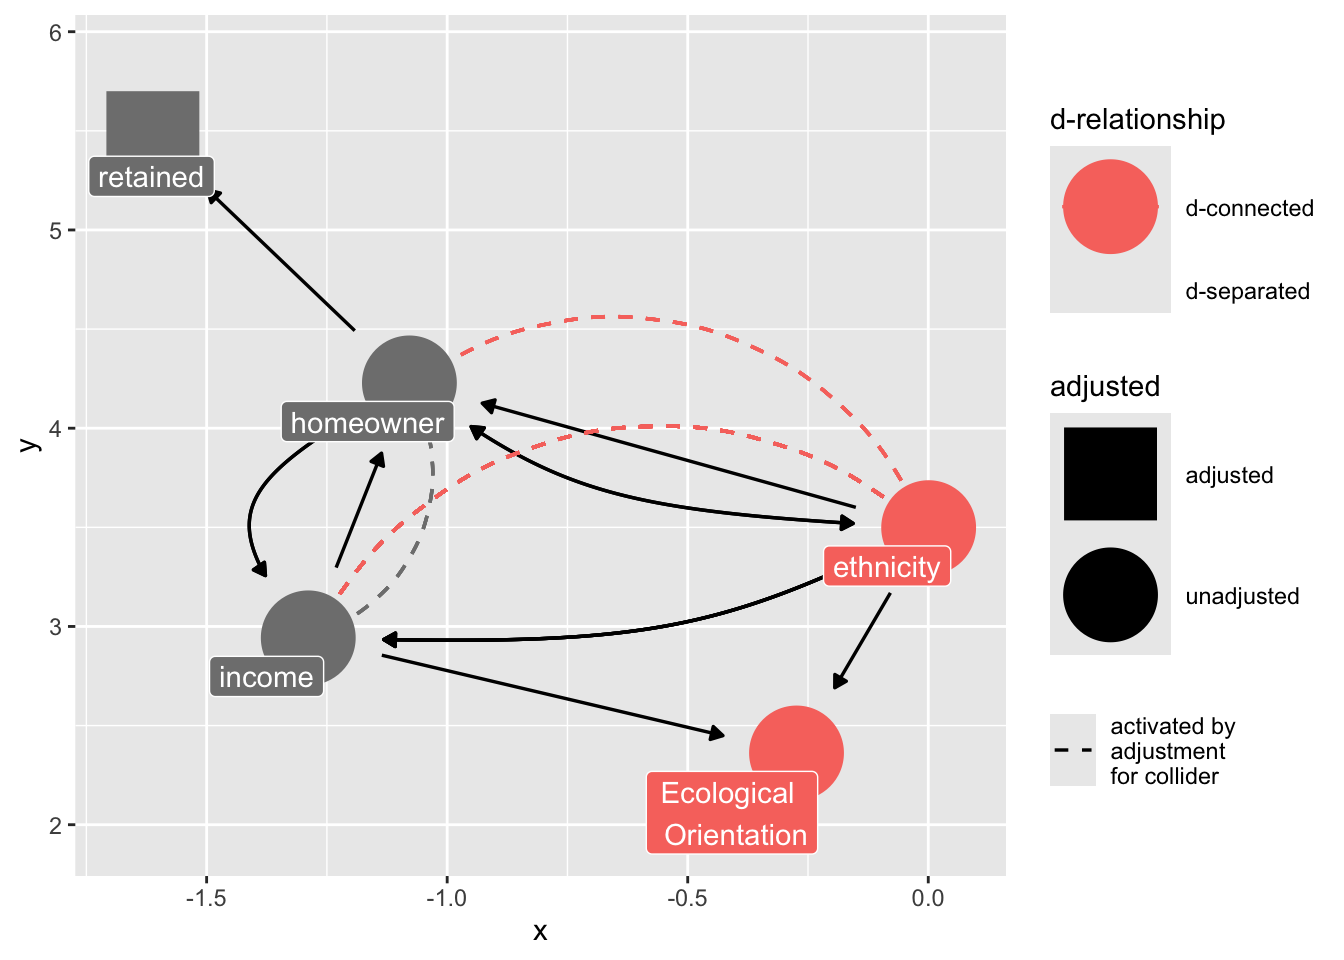 6
5
4
3
2
y
-1.5
-1.0
-0.5
0.0
x
retained
homeowner
ethnicity
income
Ecological
Orientation
d-relationship
d-connected
d-separated
adjusted
adjusted
unadjusted
activated by
adjustment
for collider